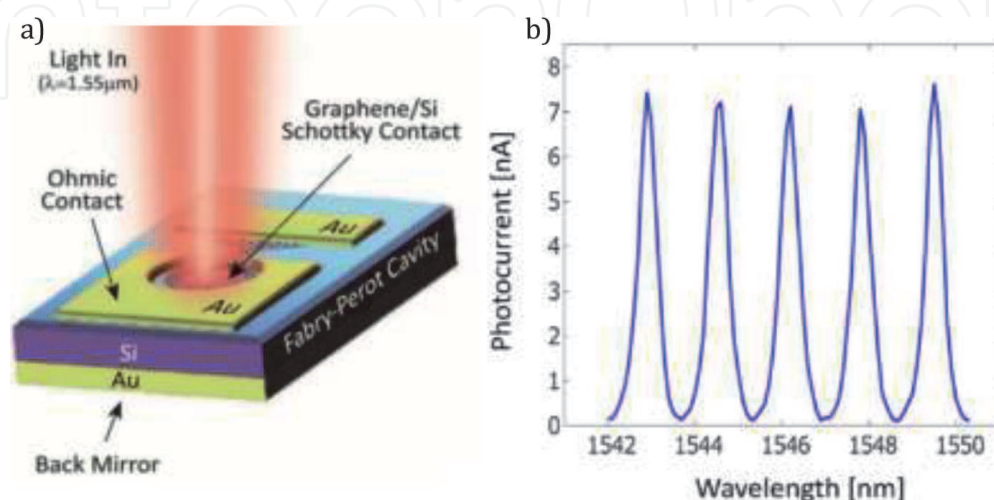 a)
Light In
(λ=1.55μm)
Graphene/Si
Schottky Contact
Ohmic
Contact
Au
Au
Fabry-Perot Cavity
Si
Au
Back Mirror
b)
Photocurrent [nA]
8
7
6
5
4
3
2
1
0
1542 1544 1546 1548 1550
Wavelength [nm]